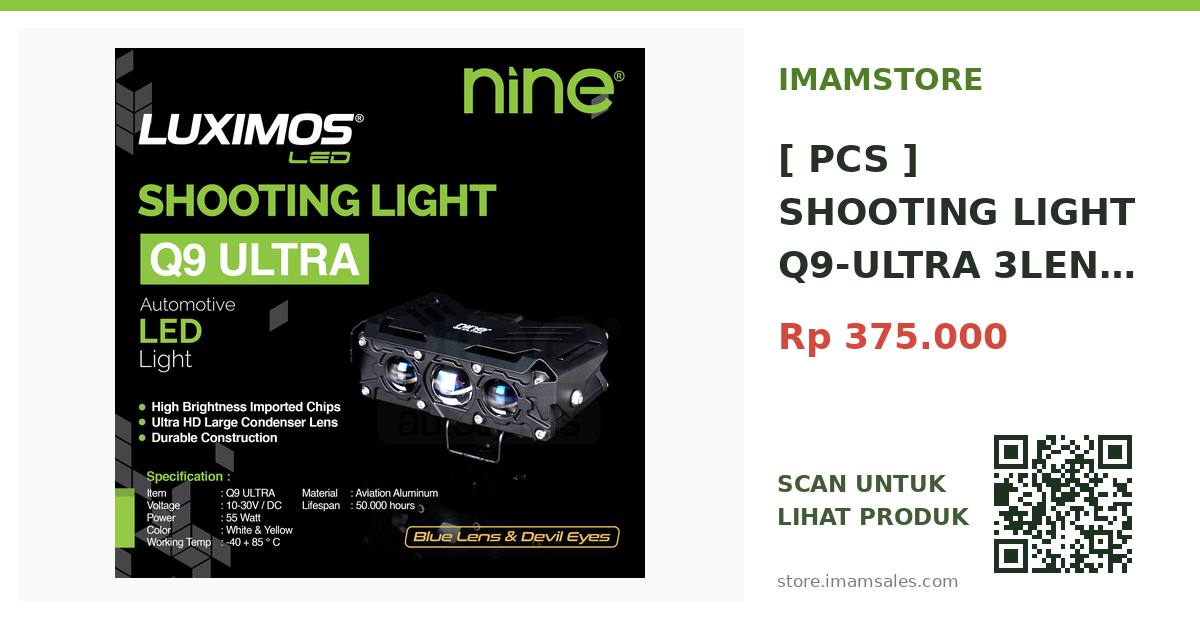 nine®
LUXIMOS®
LED
SHOOTING LIGHT
Q9 ULTRA
Automotive
LED
Light
nine®
High Brightness Imported Chips
Ultra HD Large Condenser Lens
Durable Construction
Specification :
Item : Q9 ULTRA Material : Aviation Aluminum
Voltage : 10-30V / DC Lifespan : 50.000 hours
Power : 55 Watt
Color : White & Yellow
Working Temp : -40 + 85 ° C
Blue Lens & Devil Eyes
IMAMSTORE
[ PCS ]
SHOOTING LIGHT
Q9-ULTRA 3LEN...
Rp 375.000
SCAN UNTUK
LIHAT PRODUK
store.imamsales.com